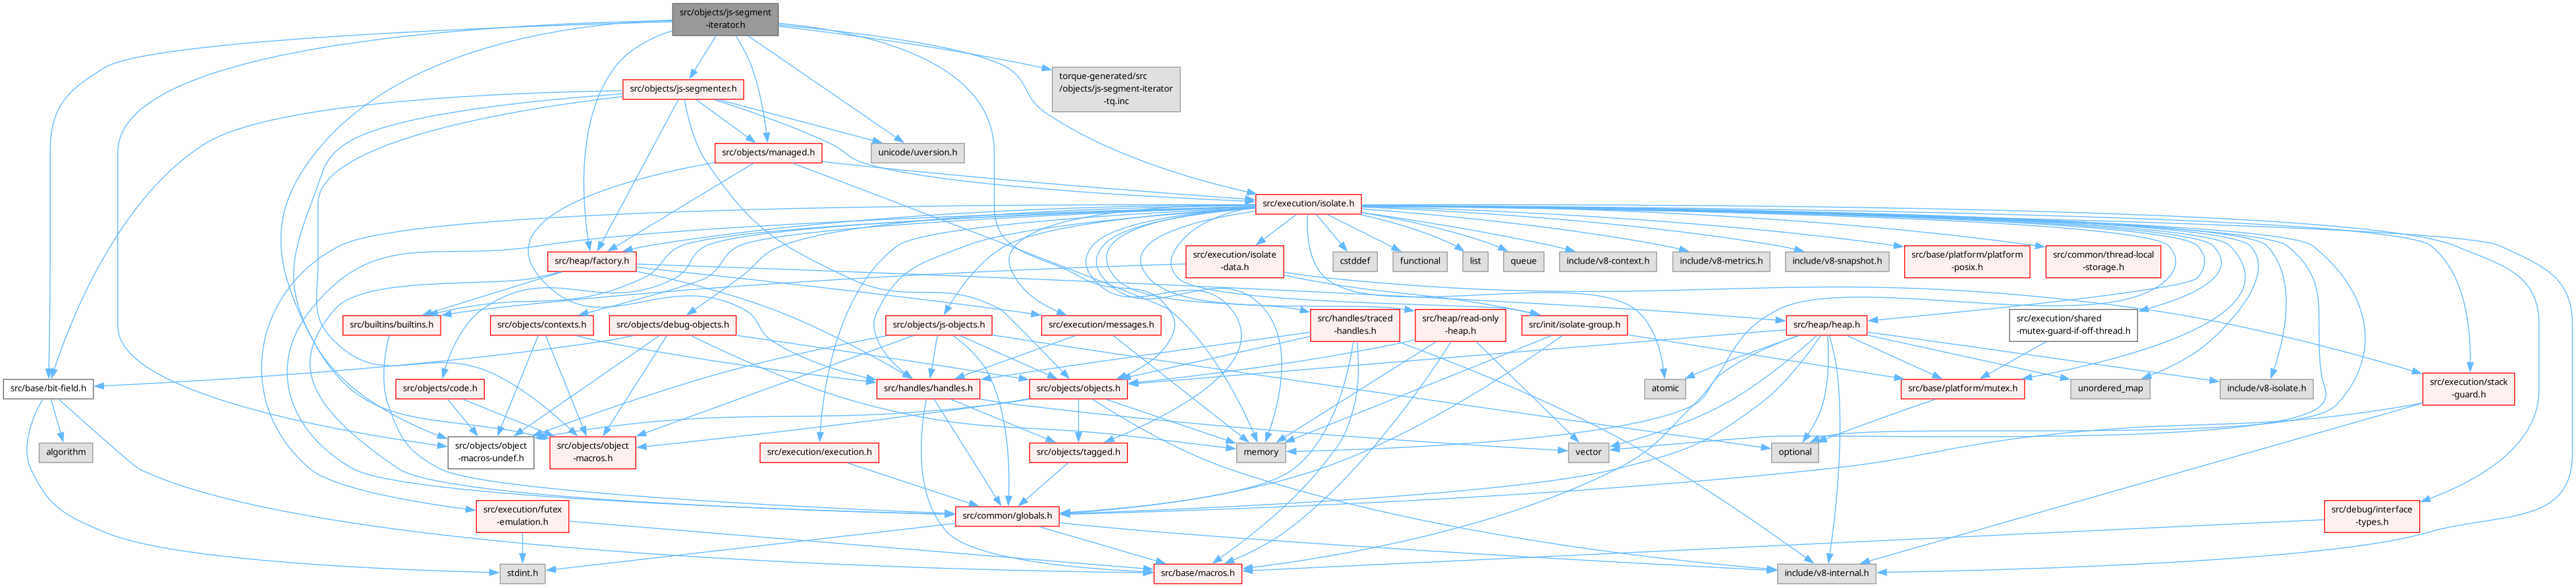 src/objects/js-segment
-iterator.h
torque-generated/src
/objects/js-segment-iterator
-tq.inc
src/objects/js-segmenter.h
src/objects/managed.h
unicode/uversion.h
src/execution/isolate.h
src/heap/factory.h
src/execution/isolate
-data.h
cstddef
functional
list
queue
include/v8-context.h
include/v8-metrics.h
include/v8-snapshot.h
src/base/platform/platform
-posix.h
src/common/thread-local
-storage.h
src/builtins/builtins.h
src/objects/contexts.h
src/objects/debug-objects.h
src/objects/js-objects.h
src/execution/messages.h
src/handles/traced
-handles.h
src/heap/read-only
-heap.h
src/init/isolate-group.h
src/heap/heap.h
src/execution/shared
-mutex-guard-if-off-thread.h
src/base/bit-field.h
src/objects/code.h
src/handles/handles.h
src/objects/objects.h
atomic
src/base/platform/mutex.h
unordered_map
include/v8-isolate.h
src/execution/stack
-guard.h
algorithm
src/objects/object
-macros-undef.h
src/objects/object
-macros.h
src/execution/execution.h
src/objects/tagged.h
memory
vector
optional
src/execution/futex
-emulation.h
src/common/globals.h
src/debug/interface
-types.h
stdint.h
src/base/macros.h
include/v8-internal.h